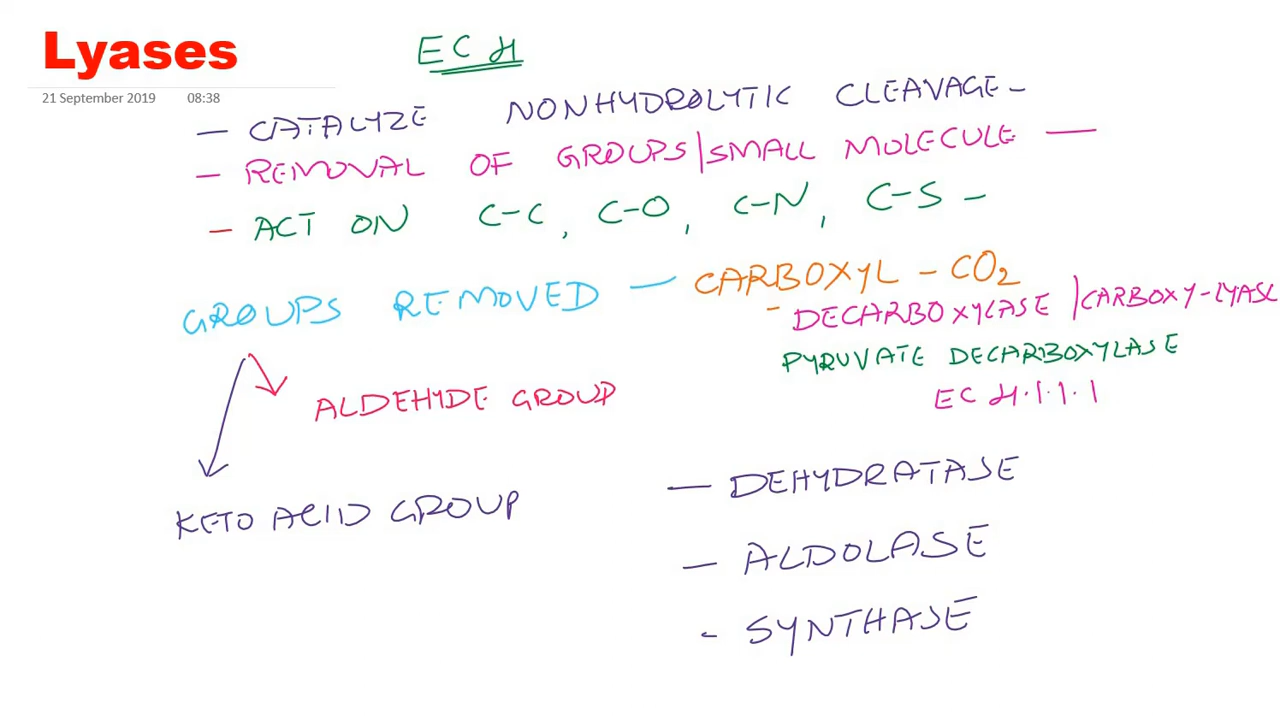 Lyases
EC 4
21 September 2019 08:38
— CATALYZE NONHYDROLYTIC CLEAVAGE -
— REMOVAL OF GROUPS/SMALL MOLECULE —
— ACT ON C-C, C-O, C-N, C-S -
GROUPS REMOVED — CARBOXYL - CO2
- DECARBOXYLASE / CARBOXY-LYASE
PYRUVATE DECARBOXYLASE
EC 4.1.1.1
ALDEHYDE GROUP
KETO ACID GROUP
— DEHYDRATASE
— ALDOLASE
- SYNTHASE